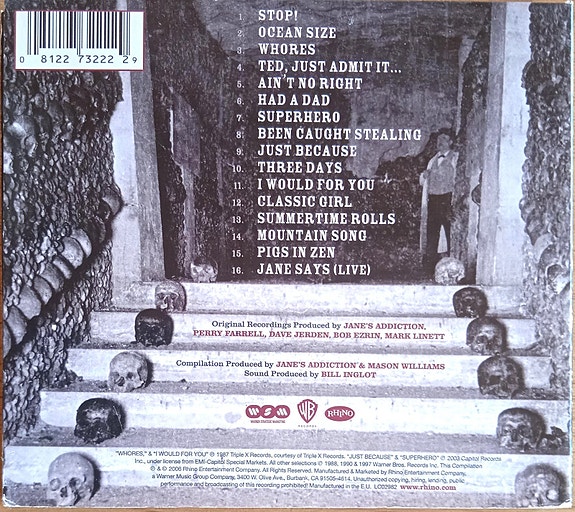 0 8122 73222 2 9
1. STOP!
2. OCEAN SIZE
3. WHORES
4. TED, JUST ADMIT IT...
5. AIN'T NO RIGHT
6. HAD A DAD
7. SUPERHERO
8. BEEN CAUGHT STEALING
9. JUST BECAUSE
10. THREE DAYS
11. I WOULD FOR YOU
12. CLASSIC GIRL
13. SUMMERTIME ROLLS
14. MOUNTAIN SONG
15. PIGS IN ZEN
16. JANE SAYS (LIVE)
Original Recordings Produced by JANE'S ADDICTION,
PERRY FARRELL, DAVE JERDEN, BOB EZRIN, MARK LINETT
Compilation Produced by JANE'S ADDICTION & MASON WILLIAMS
Sound Produced by BILL INGLOT
WSM WB RHINO
WARNER STRATEGIC MARKETING RECORDS
"WHORES," & "I WOULD FOR YOU" ℗ 1987 Triple X Records, courtesy of Triple X Records. "JUST BECAUSE" & "SUPERHERO" ℗ 2003 Capitol Records
Inc., under license from EMI-Capitol Special Markets. All other selections ℗ 1988, 1990 & 1997 Warner Bros. Records Inc. This Compilation
℗ & © 2006 Rhino Entertainment Company. All Rights Reserved. Manufactured & Marketed by Rhino Entertainment Company,
a Warner Music Group Company, 3400 W. Olive Ave., Burbank, CA 91505-4614. Unauthorized copying, hiring, lending, public
performance and broadcasting of this recording prohibited! Manufactured in the E.U. LC02982 www.rhino.com